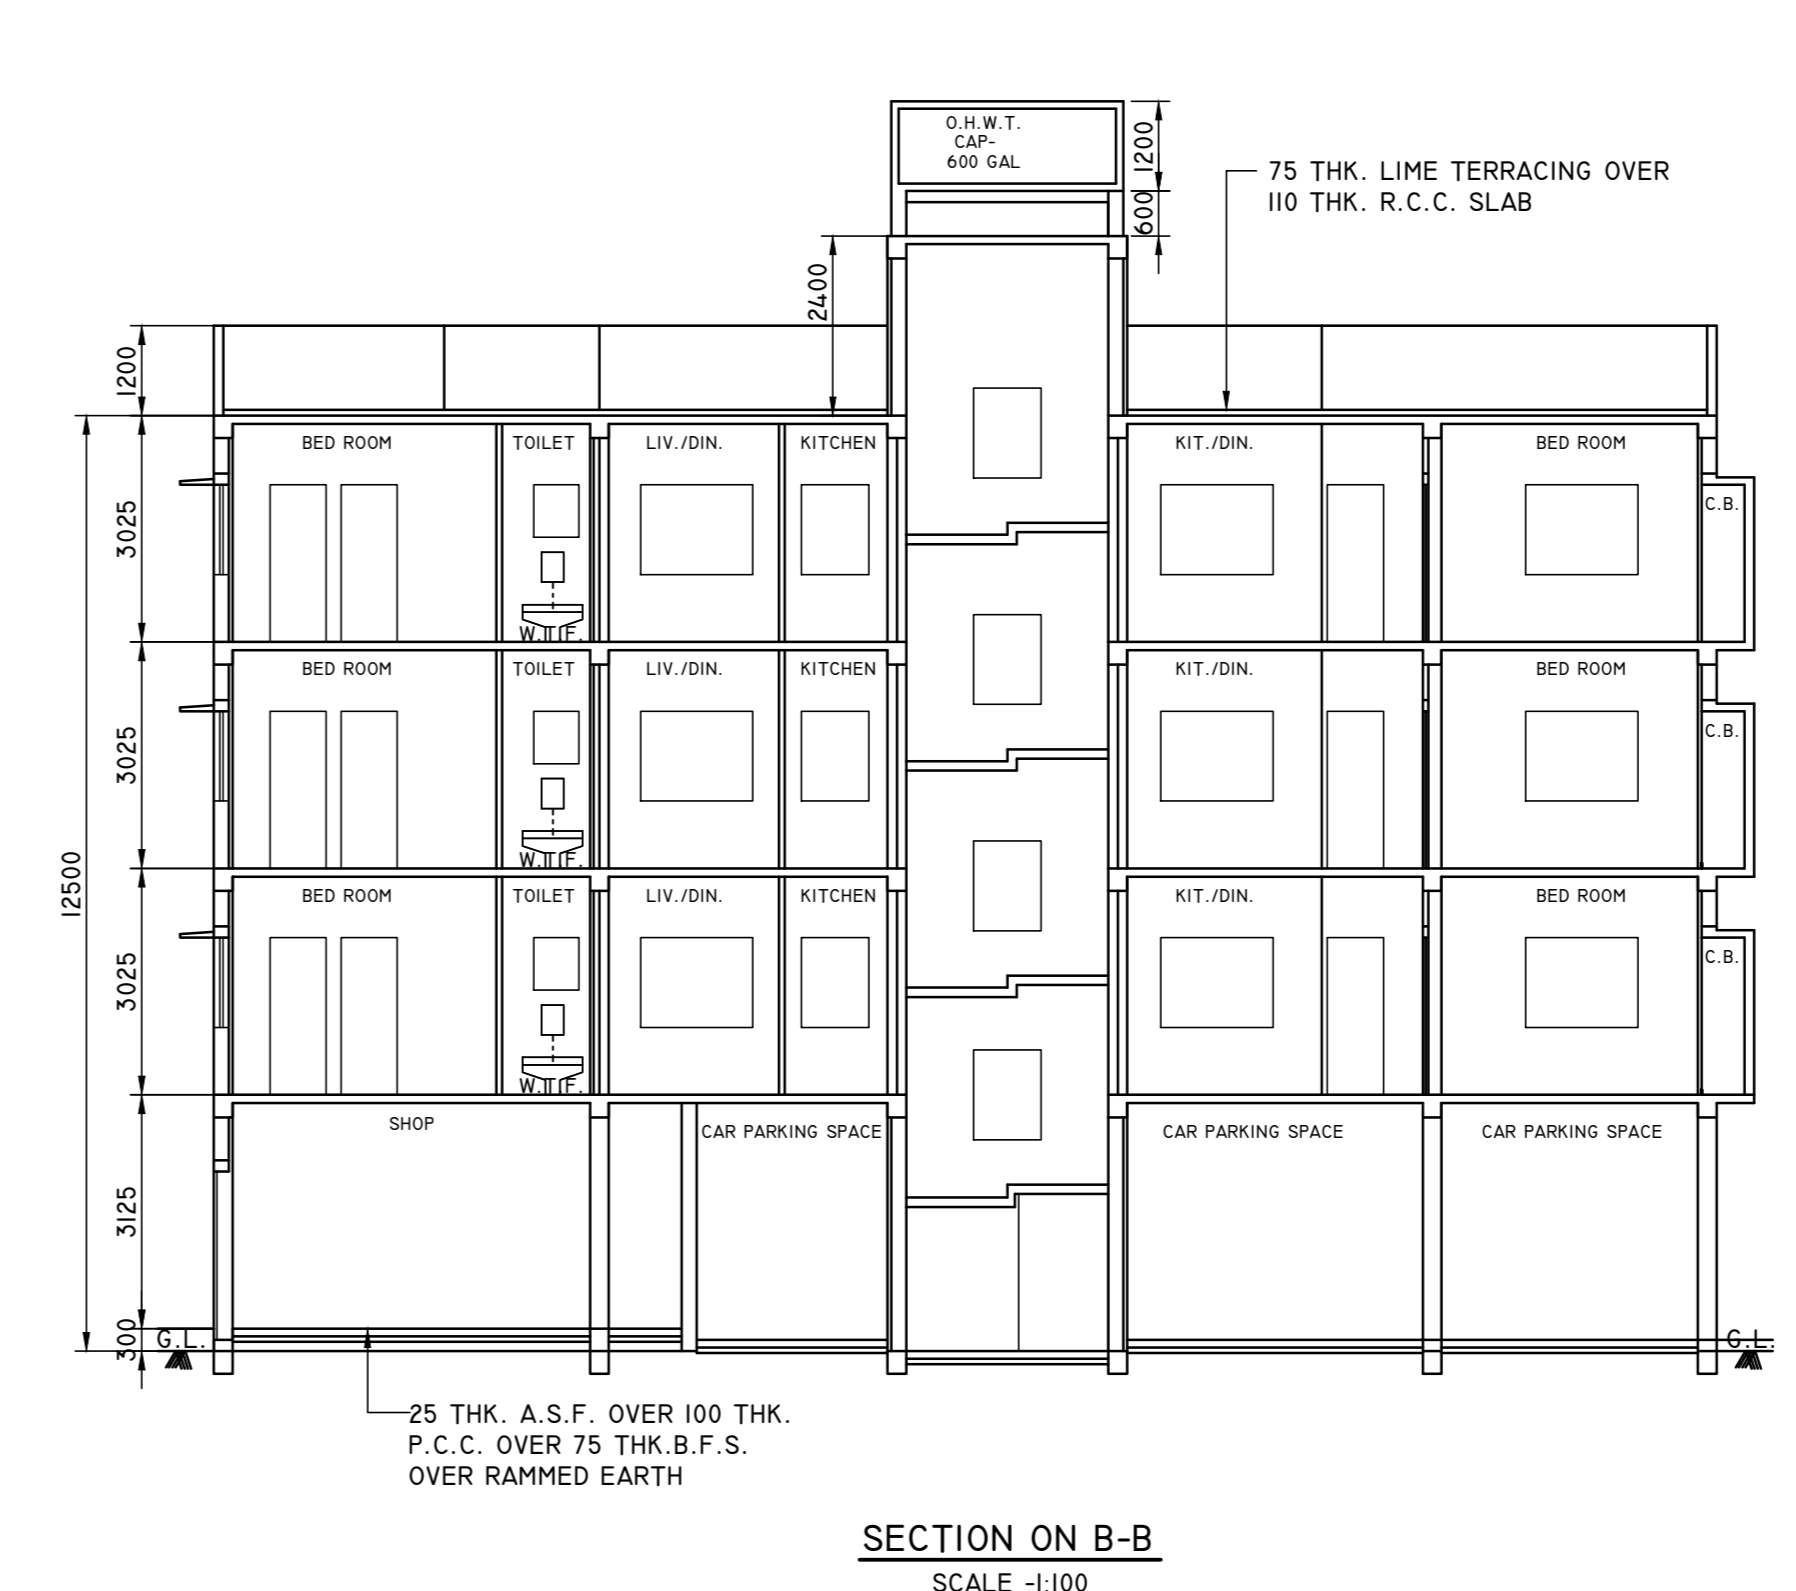 O.H.W.T.
CAP-
600 GAL
1200
600
75 THK. LIME TERRACING OVER
110 THK. R.C.C. SLAB
2400
1200
BED ROOM TOILET LIV./DIN. KITCHEN KIT./DIN. BED ROOM
C.B.
3025
W.T.F.
BED ROOM TOILET LIV./DIN. KITCHEN KIT./DIN. BED ROOM
C.B.
3025
W.T.F.
12500
BED ROOM TOILET LIV./DIN. KITCHEN KIT./DIN. BED ROOM
C.B.
3025
W.T.F.
SHOP CAR PARKING SPACE CAR PARKING SPACE CAR PARKING SPACE
3125
300
G.L. G.L.
25 THK. A.S.F. OVER 100 THK.
P.C.C. OVER 75 THK.B.F.S.
OVER RAMMED EARTH
SECTION ON B-B
SCALE -1:100